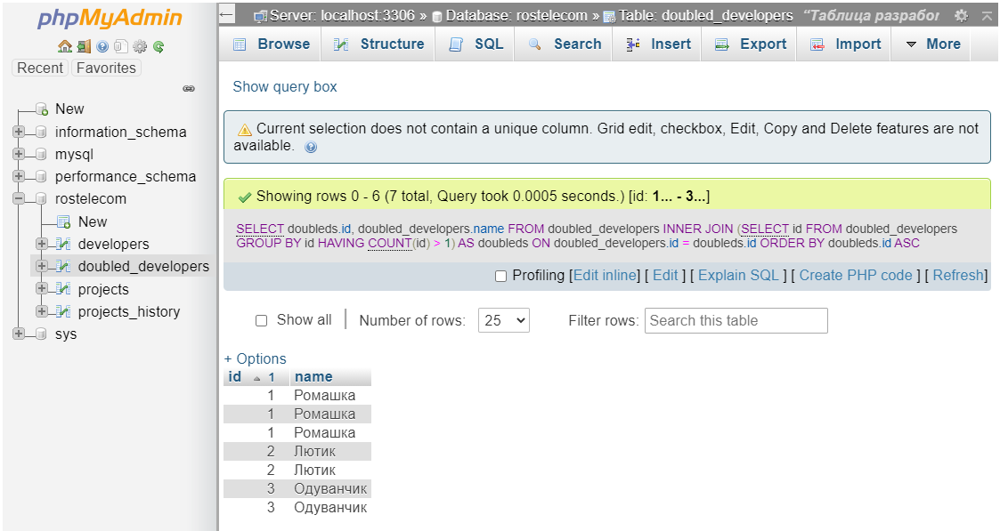 phpMyAdmin
Recent Favorites
New
information_schema
mysql
performance_schema
rostelecom
New
developers
doubled_developers
projects
projects_history
sys
Server: localhost:3306 » Database: rostelecom » Table: doubled_developers "Таблица разработ
Browse Structure SQL Search Insert Export Import More
Show query box
Current selection does not contain a unique column. Grid edit, checkbox, Edit, Copy and Delete features are not
available.
Showing rows 0 - 6 (7 total, Query took 0.0005 seconds.) [id: 1... - 3...]
SELECT doubleds.id, doubled_developers.name FROM doubled_developers INNER JOIN (SELECT id FROM doubled_developers
GROUP BY id HAVING COUNT(id) > 1) AS doubleds ON doubled_developers.id = doubleds.id ORDER BY doubleds.id ASC
Profiling [Edit inline] [ Edit ] [ Explain SQL ] [ Create PHP code ] [ Refresh]
Show all Number of rows: 25 Filter rows: Search this table
+ Options
id 1 name
1 Ромашка
1 Ромашка
1 Ромашка
2 Лютик
2 Лютик
3 Одуванчик
3 Одуванчик